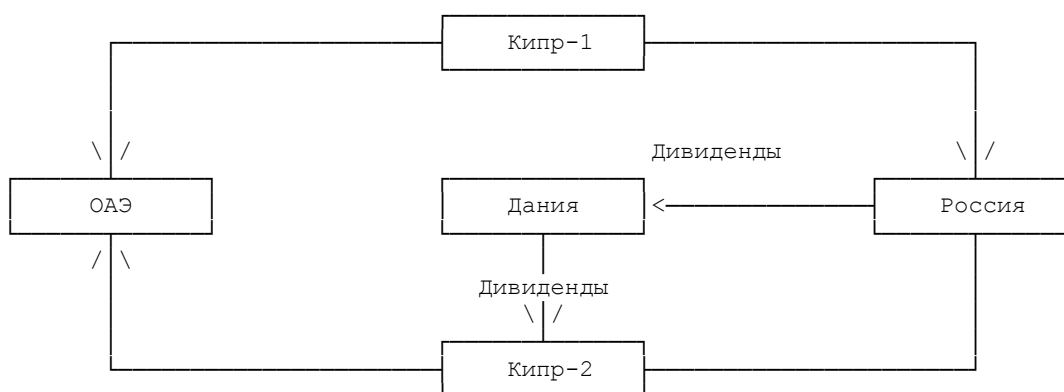 Кипр-1
Дивиденды
ОАЭ
Дания
Россия
Дивиденды
Кипр-2